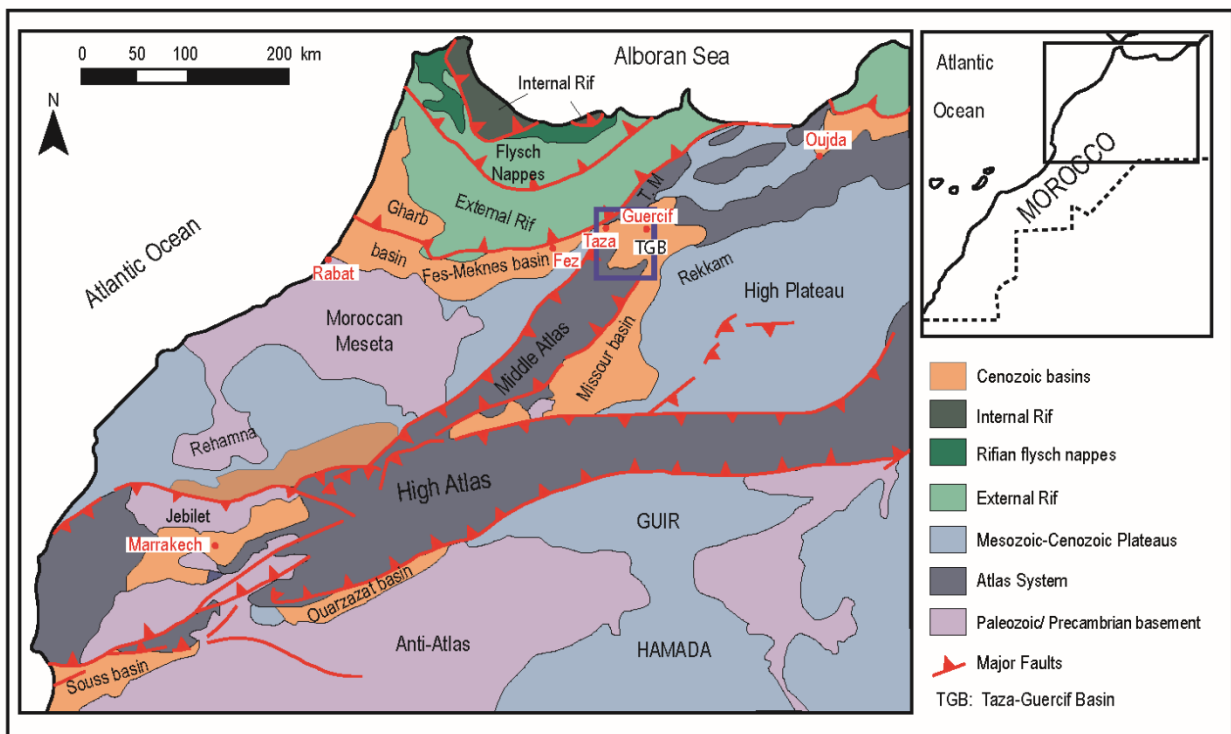 0 50 100 200 km
N
Alboran Sea
Internal Rif
Flysch
Nappes
External Rif
T. M
Oujda
Gharb
basin
Fes-Meknes basin
Fez
Taza
Guercif
TGB
Rabat
Atlantic Ocean
Rekkam
High Plateau
Moroccan
Meseta
Middle Atlas
Missour basin
Rehamna
High Atlas
Jebilet
Marrakech
GUIR
Ouarzazat basin
Anti-Atlas
HAMADA
Souss basin
Atlantic
Ocean
MOROCCO
Cenozoic basins
Internal Rif
Rifian flysch nappes
External Rif
Mesozoic-Cenozoic Plateaus
Atlas System
Paleozoic/ Precambrian basement
Major Faults
TGB: Taza-Guercif Basin